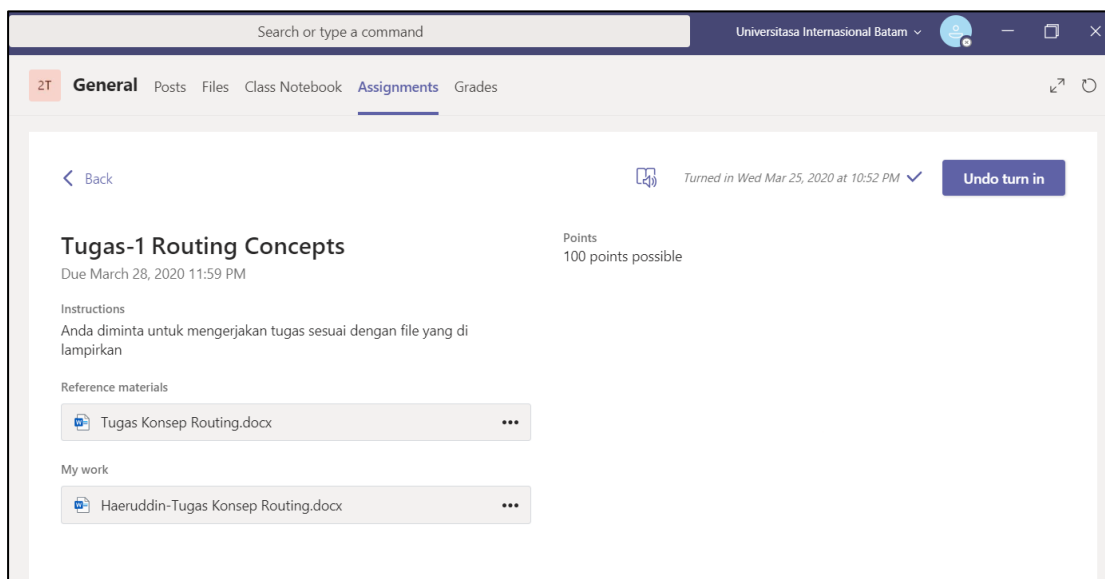 Search or type a command
Universitasa Internasional Batam
2T General Posts Files Class Notebook Assignments Grades
Back
Turned in Wed Mar 25, 2020 at 10:52 PM
Undo turn in
Tugas-1 Routing Concepts
Due March 28, 2020 11:59 PM
Points
100 points possible
Instructions
Anda diminta untuk mengerjakan tugas sesuai dengan file yang di
lampirkan
Reference materials
Tugas Konsep Routing.docx
My work
Haeruddin-Tugas Konsep Routing.docx